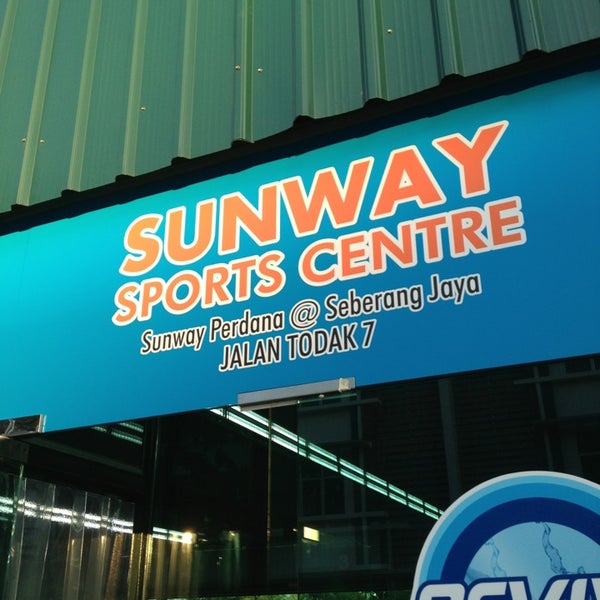 SUNWAY
SPORTS CENTRE
Sunway Perdana @ Seberang Jaya
JALAN TODAK 7